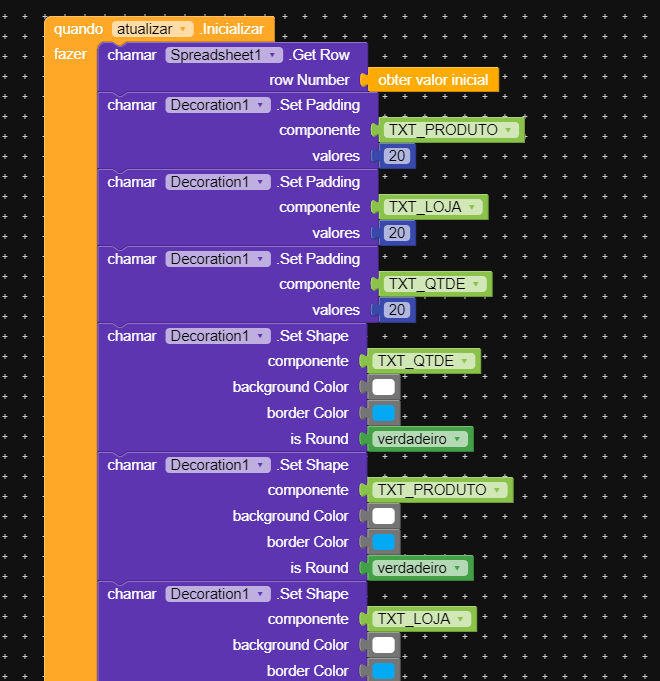 quando atualizar .Inicializar
fazer chamar Spreadsheet1 .Get Row
row Number obter valor inicial
chamar Decoration1 .Set Padding
componente TXT_PRODUTO
valores 20
chamar Decoration1 .Set Padding
componente TXT_LOJA
valores 20
chamar Decoration1 .Set Padding
componente TXT_QTDE
valores 20
chamar Decoration1 .Set Shape
componente TXT_QTDE
background Color
border Color
is Round verdadeiro
chamar Decoration1 .Set Shape
componente TXT_PRODUTO
background Color
border Color
is Round verdadeiro
chamar Decoration1 .Set Shape
componente TXT_LOJA
background Color
border Color